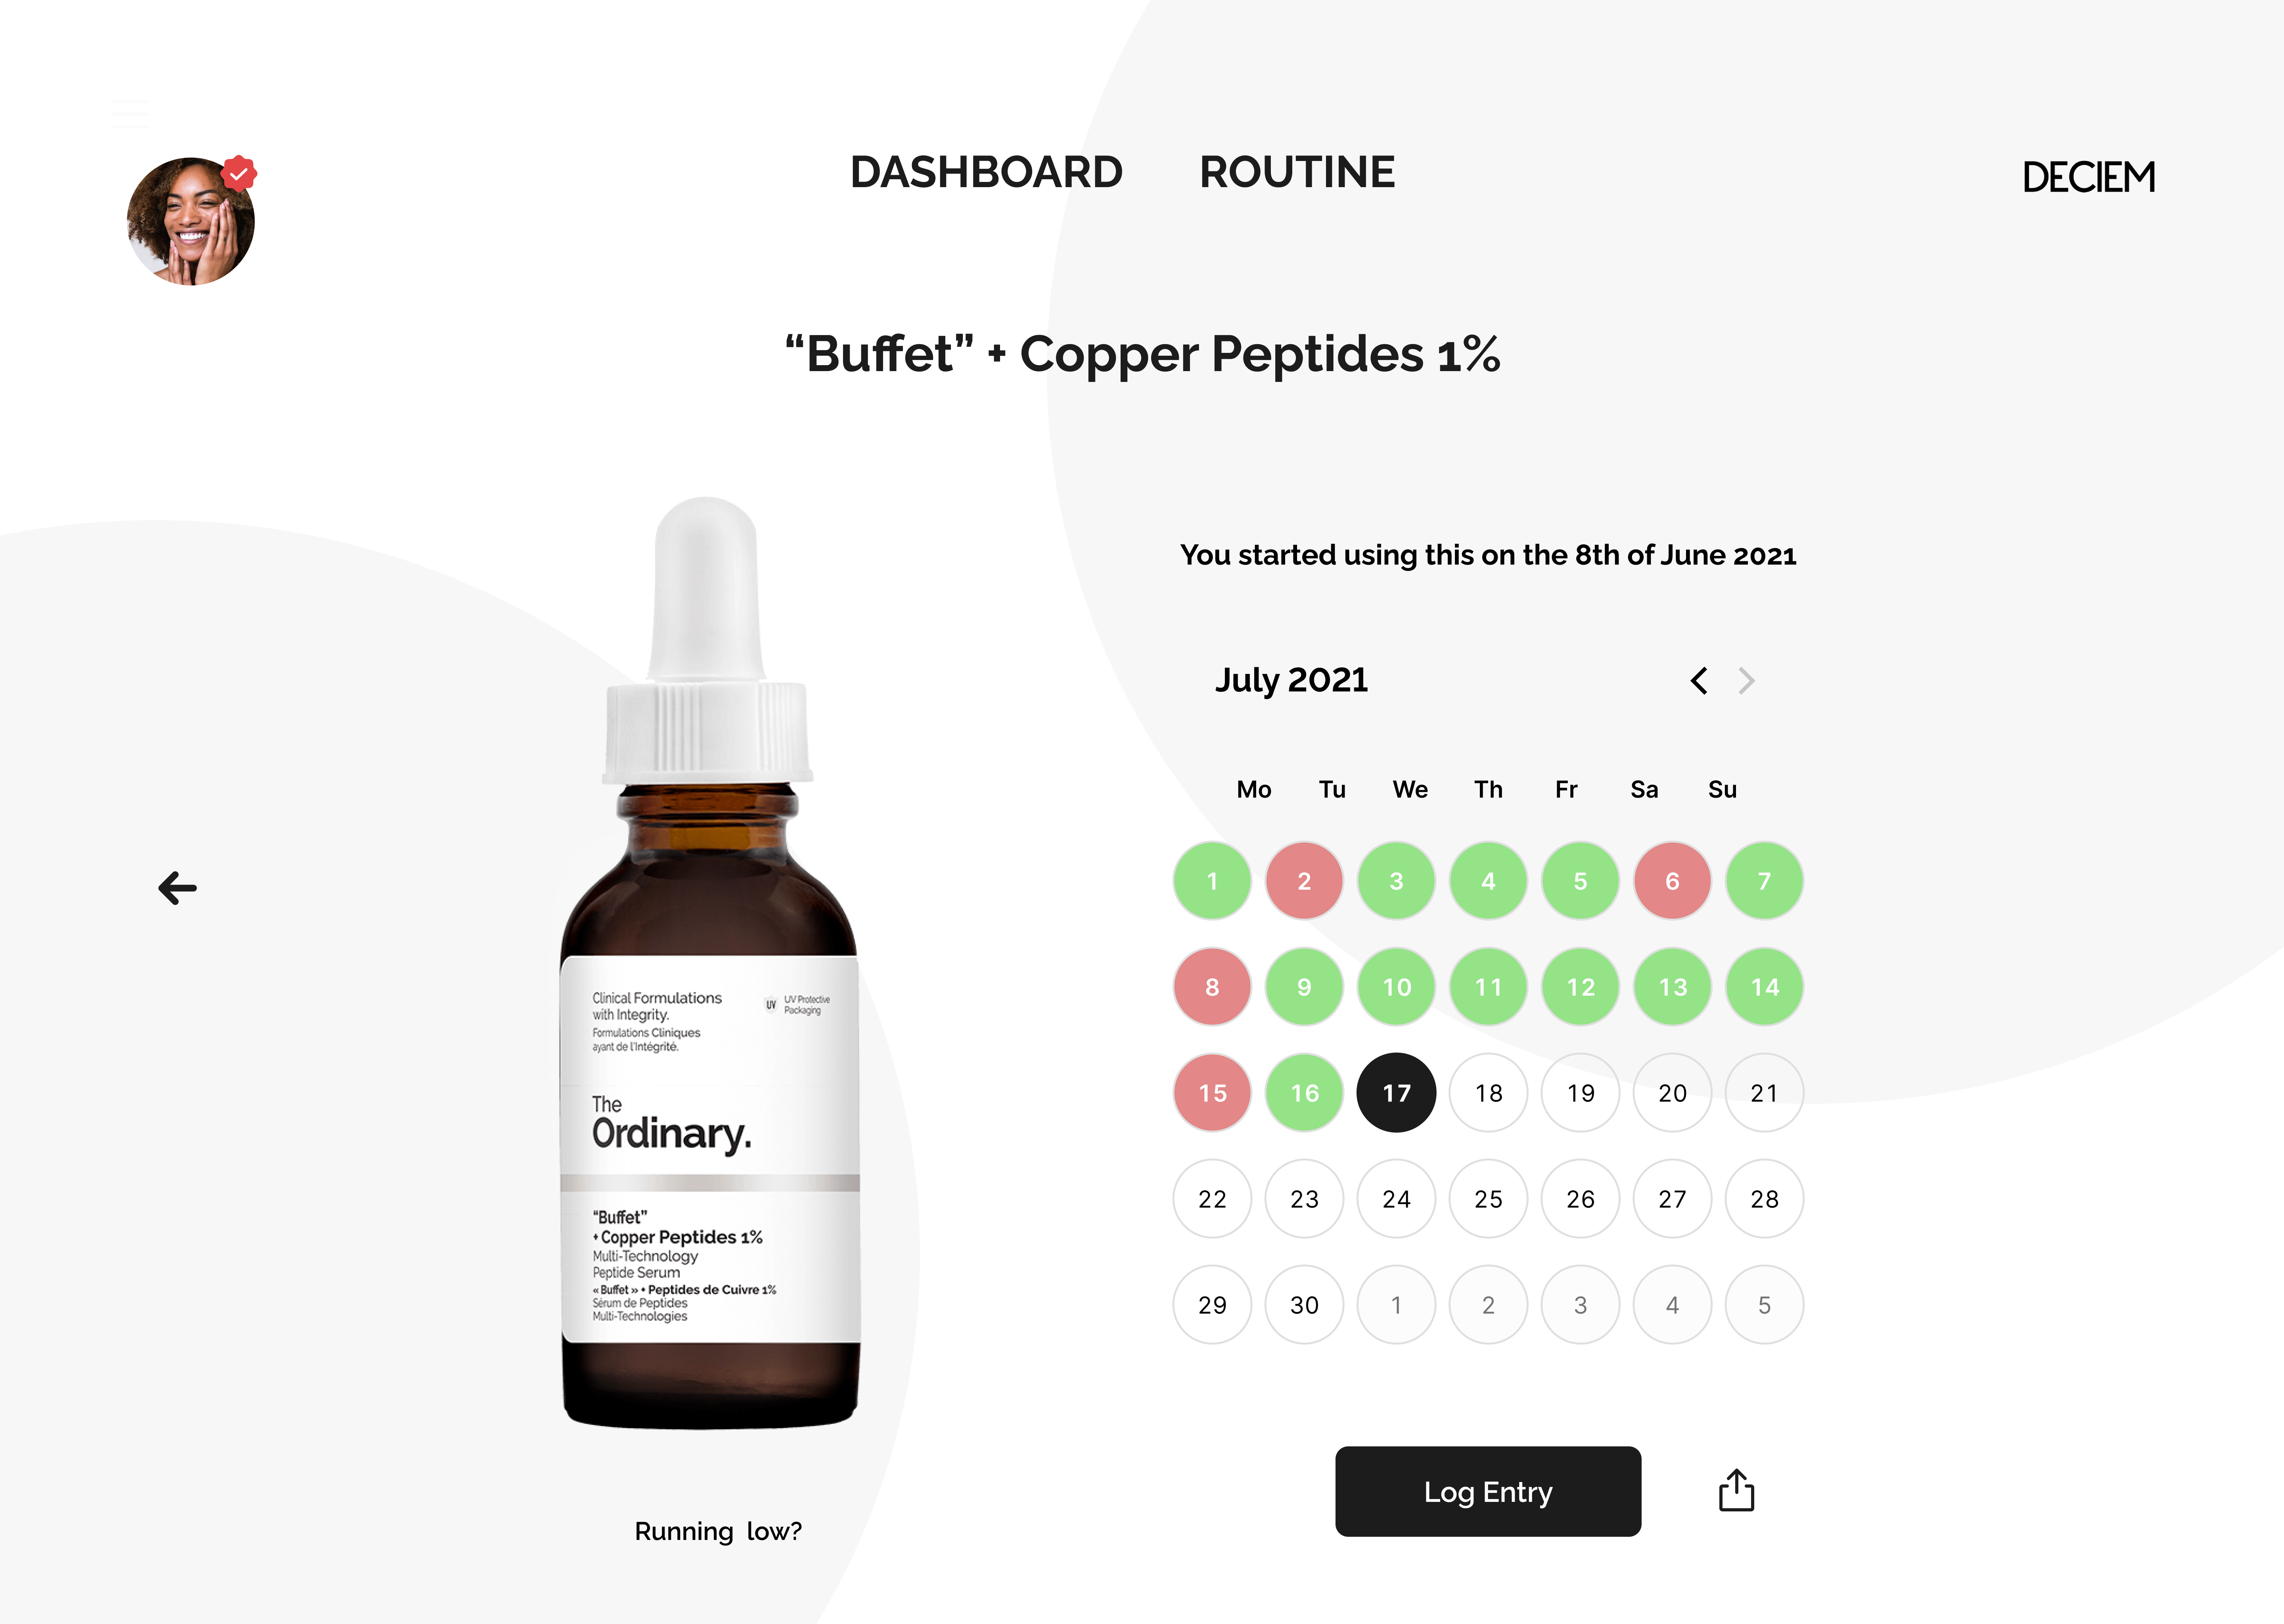 DASHBOARD ROUTINE
DECIEM
“Buffet” + Copper Peptides 1%
You started using this on the 8th of June 2021
July 2021
Mo Tu We Th Fr Sa Su
1 2 3 4 5 6 7
8 9 10 11 12 13 14
15 16 17 18 19 20 21
22 23 24 25 26 27 28
29 30 1 2 3 4 5
Log Entry
Clinical Formulations
with Integrity.
Formulations Cliniques
ayant de l'Intégrité.
UV
UV Protective
Packaging
The
Ordinary.
“Buffet”
+ Copper Peptides 1%
Multi-Technology
Peptide Serum
« Buffet » + Peptides de Cuivre 1%
Sérum de Peptides
Multi-Technologies
Running low?